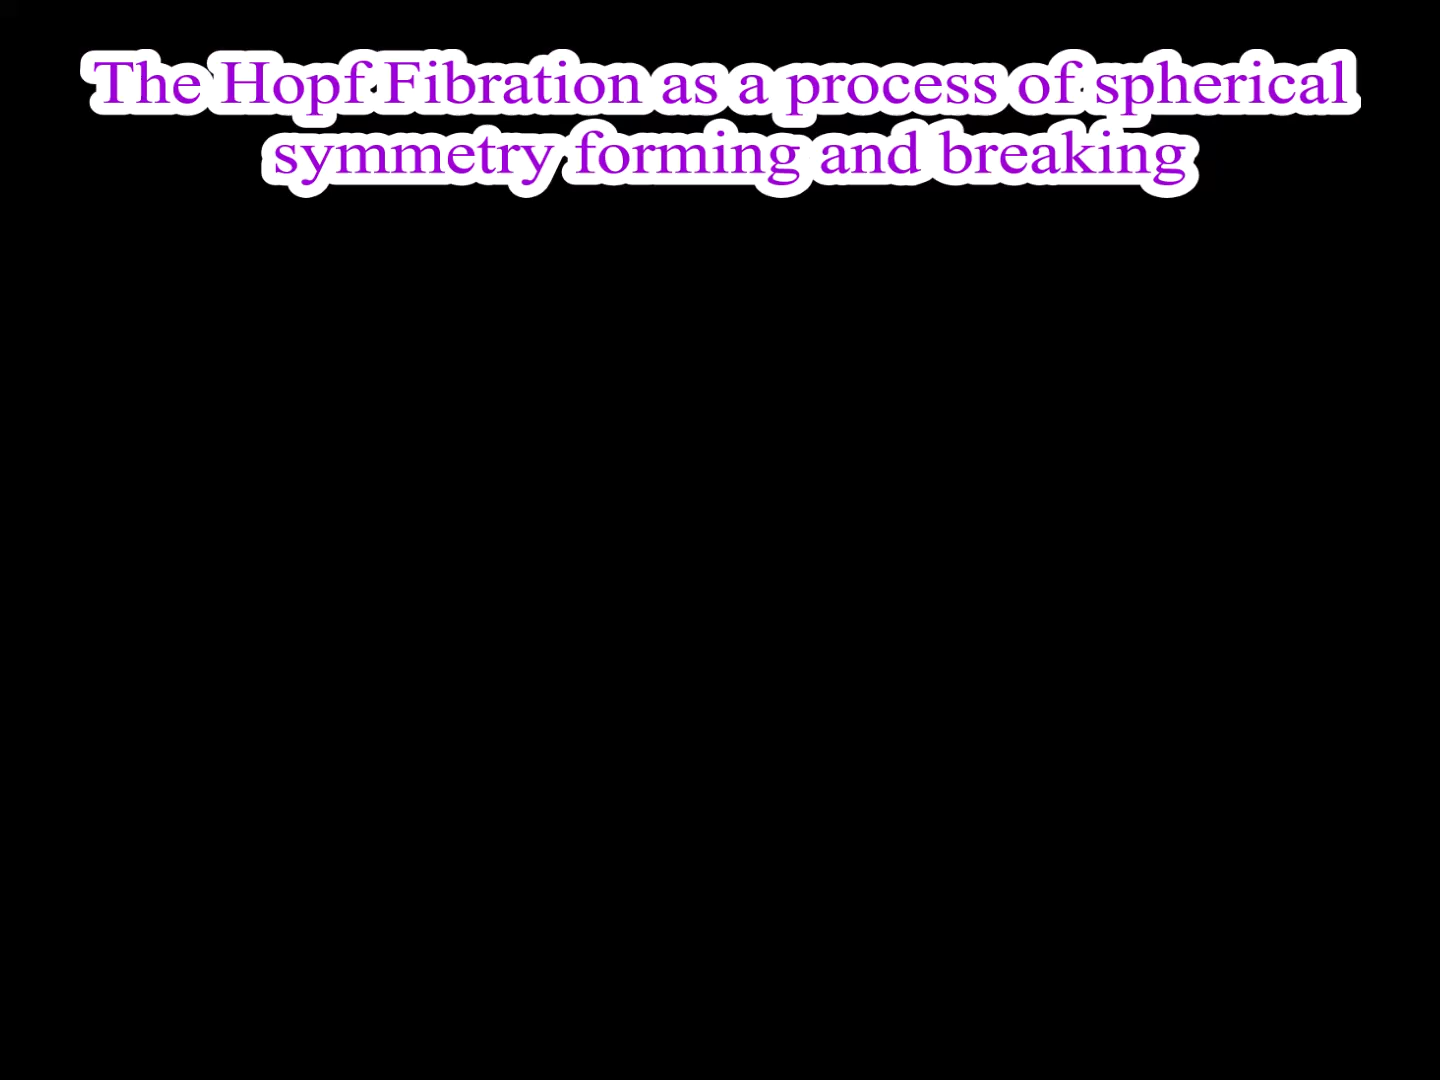 The Hopf Fibration as a process of spherical
symmetry forming and breaking